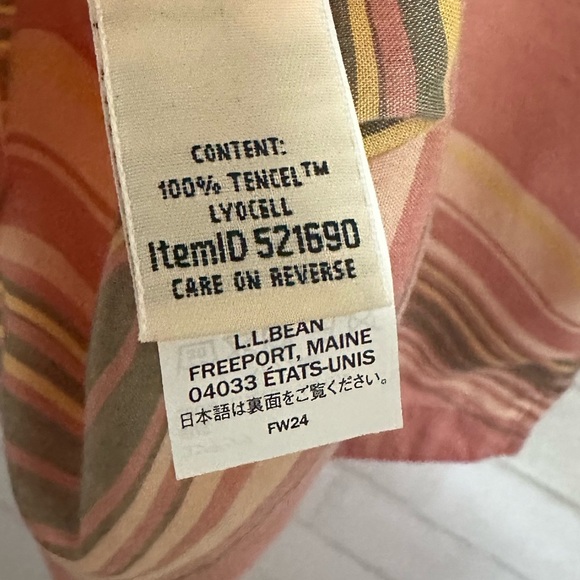 CONTENT:
100% TENCEL™
LYOCELL
ItemID 521690
CARE ON REVERSE
L.L.BEAN
FREEPORT, MAINE
04033 ÉTATS-UNIS
日本語は裏面をご覧ください。
FW24